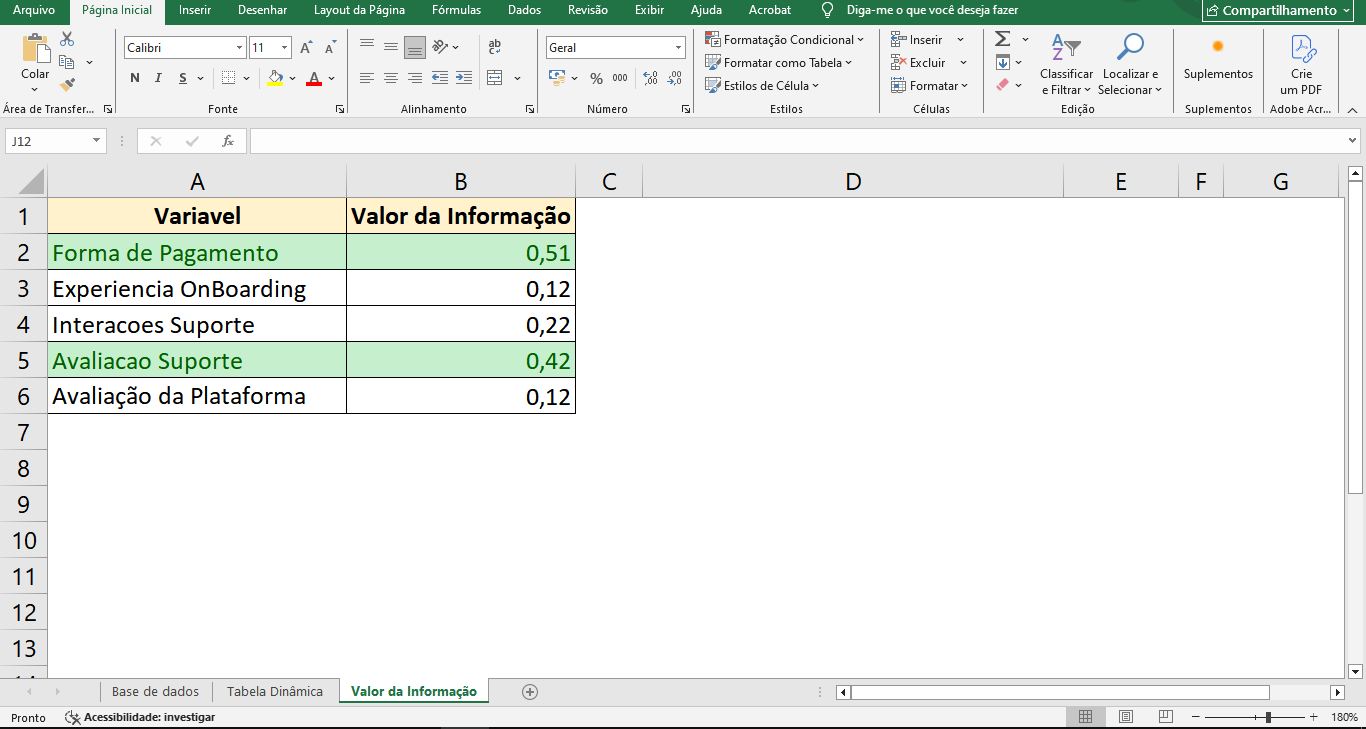 Arquivo Página Inicial Inserir Desenhar Layout da Página Fórmulas Dados Revisão Exibir Ajuda Acrobat Diga-me o que você deseja fazer Compartilhamento
Colar
Área de Transfer...
Calibri 11 A A
N I S A
Fonte
ab
c
Alinhamento
Geral
% 000
,00
,00
Número
Formatação Condicional
Formatar como Tabela
Estilos de Célula
Estilos
Inserir
Excluir
Formatar
Células
Σ
A
Z
Classificar
e Filtrar
Localizar e
Selecionar
Edição
Suplementos
Suplementos
Crie
um PDF
Adobe Acr...
J12 fx
A B C D E F G
1 Variavel Valor da Informação
2 Forma de Pagamento 0,51
3 Experiencia OnBoarding 0,12
4 Interacoes Suporte 0,22
5 Avaliacao Suporte 0,42
6 Avaliação da Plataforma 0,12
7
8
9
10
11
12
13
Base de dados Tabela Dinâmica Valor da Informação
Pronto Acessibilidade: investigar 180%